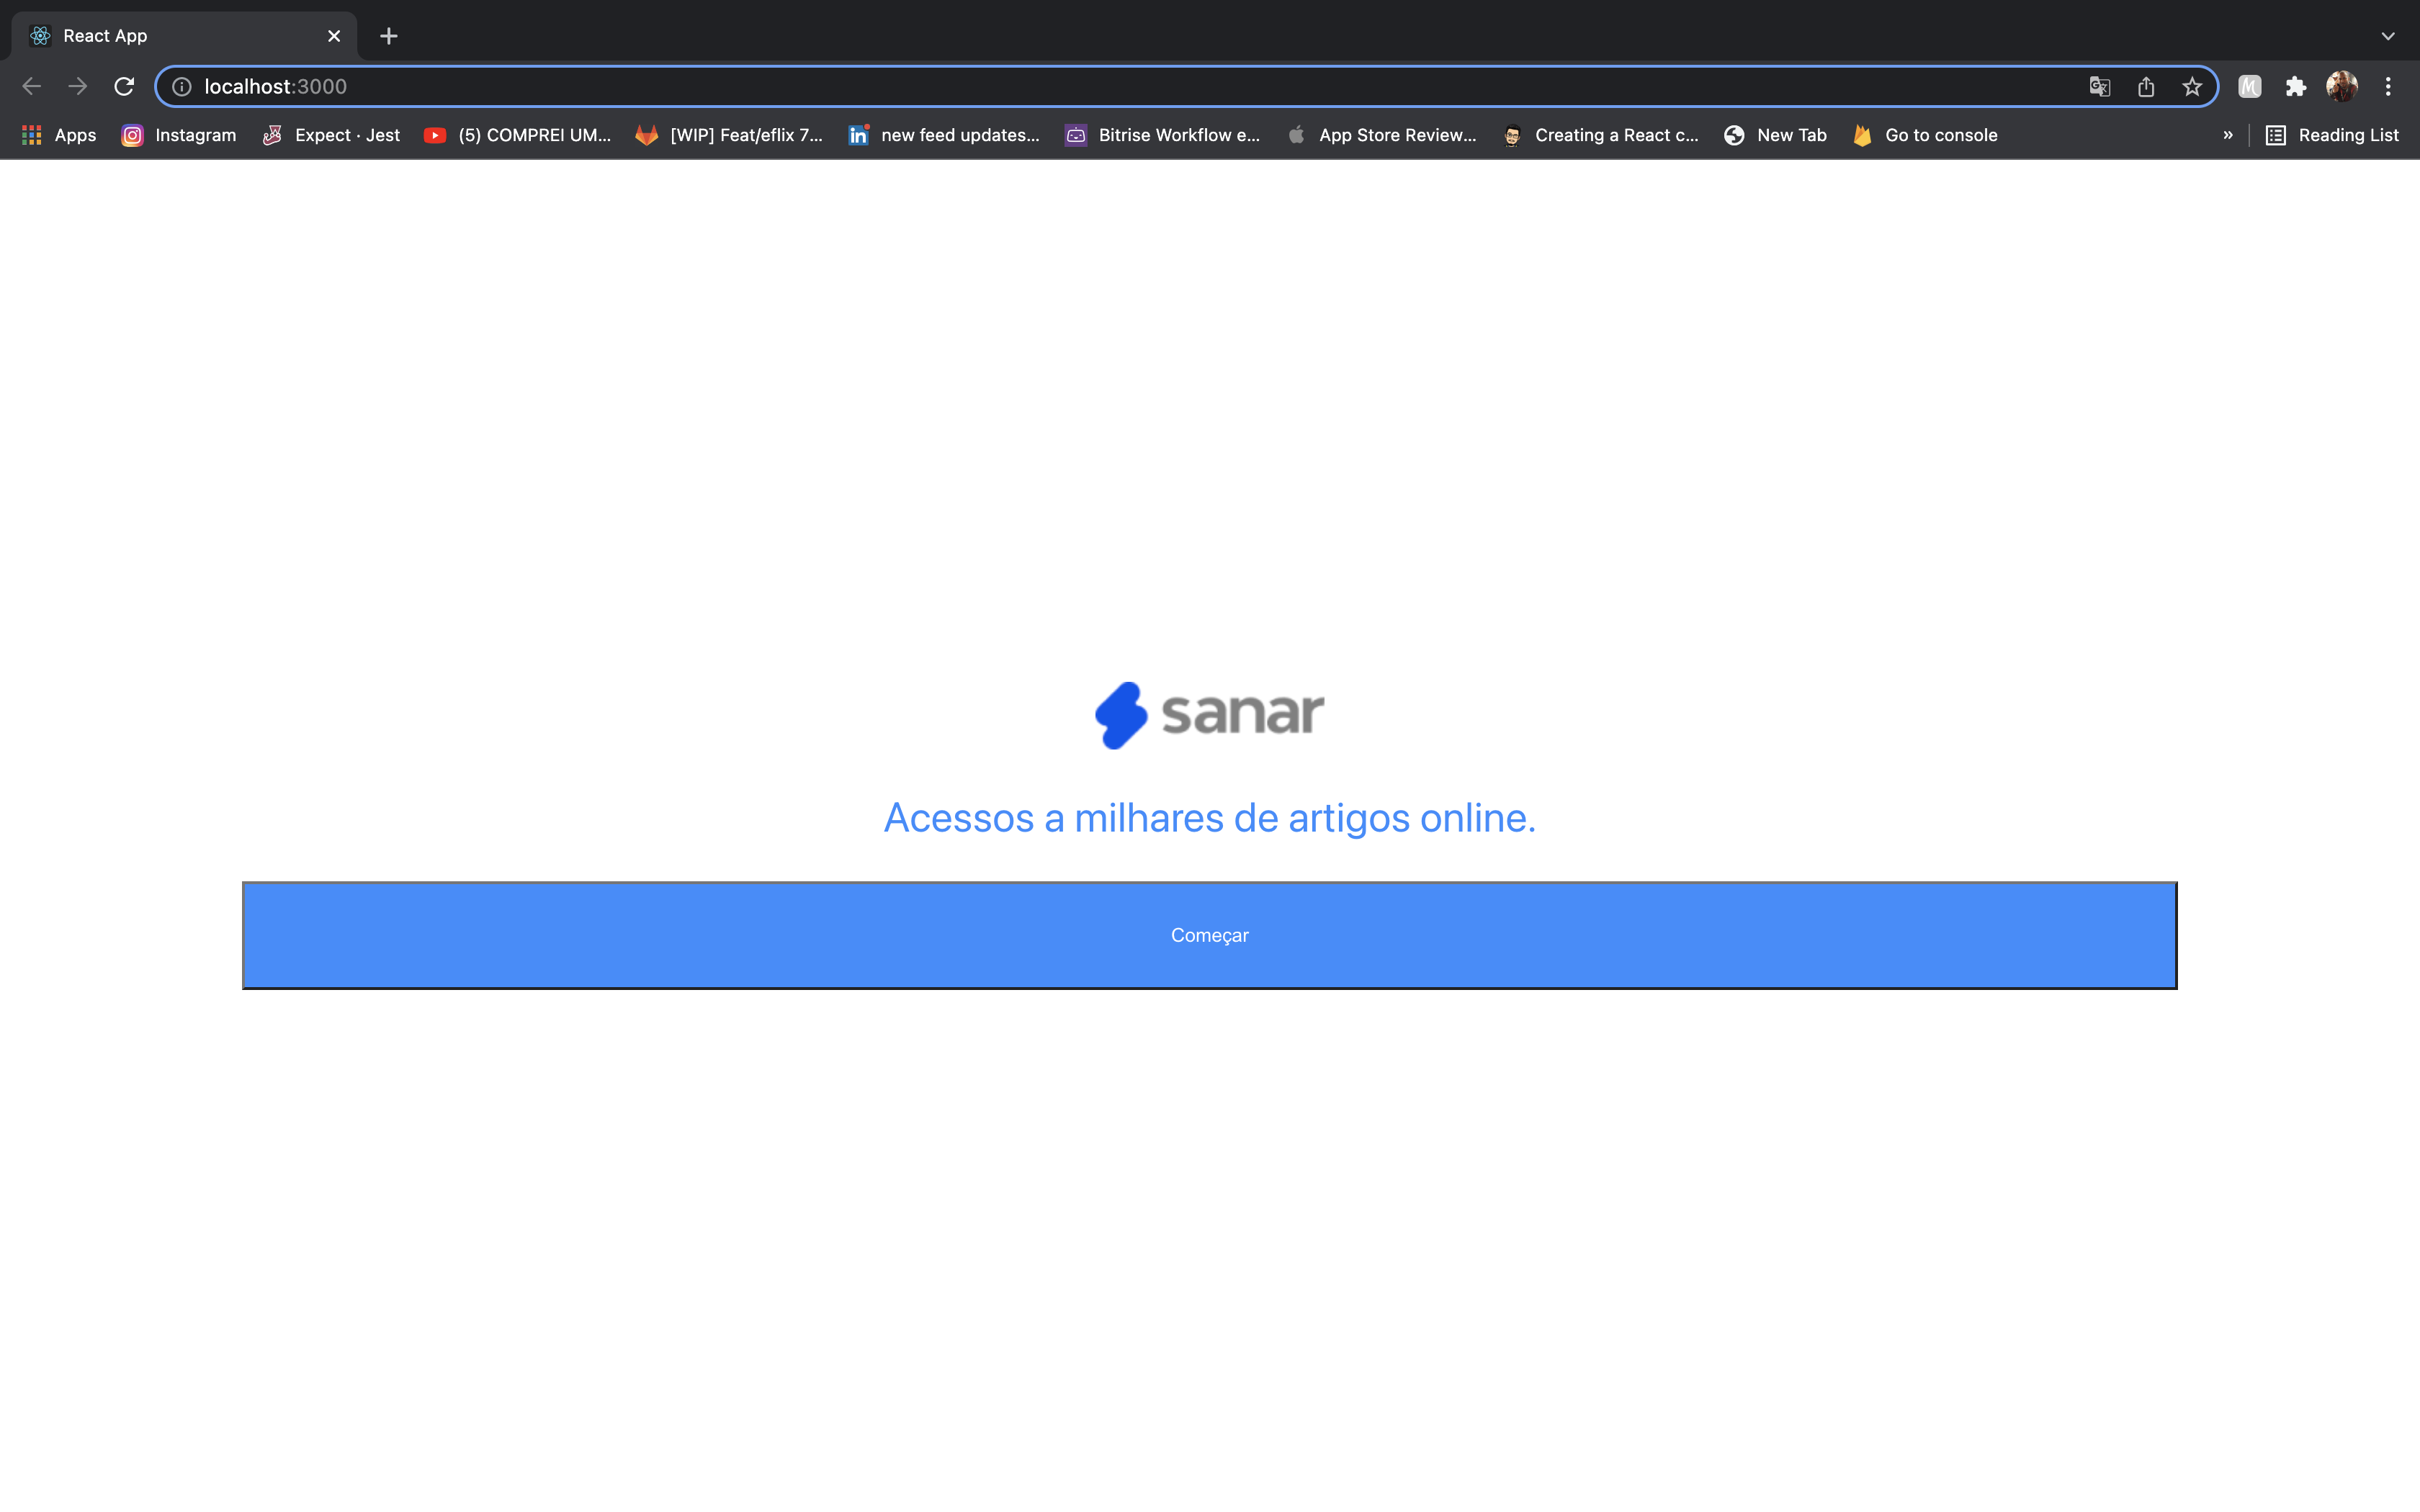 React App
localhost:3000
Apps Instagram Expect · Jest (5) COMPREI UM... [WIP] Feat/eflix 7... new feed updates... Bitrise Workflow e... App Store Review... Creating a React c... New Tab Go to console » Reading List
sanar
Acessos a milhares de artigos online.
Começar